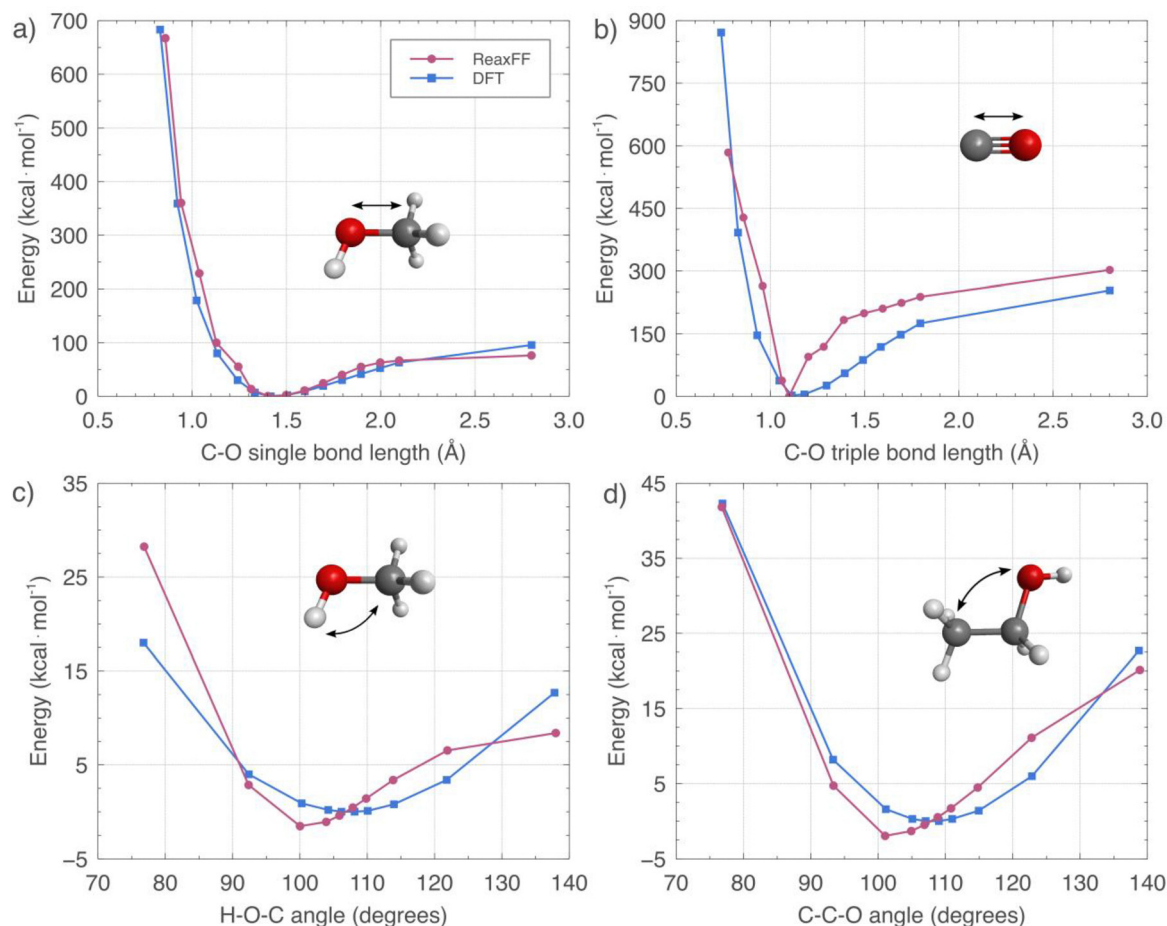 a)
700
600
500
400
300
200
100
0
Energy (kcal·mol⁻¹)
ReaxFF
DFT
0.5 1.0 1.5 2.0 2.5 3.0
C-O single bond length (Å)
b)
900
750
600
450
300
150
0
Energy (kcal·mol⁻¹)
0.5 1.0 1.5 2.0 2.5 3.0
C-O triple bond length (Å)
c)
35
25
15
5
−5
Energy (kcal·mol⁻¹)
70 80 90 100 110 120 130 140
H-O-C angle (degrees)
d)
45
35
25
15
5
−5
Energy (kcal·mol⁻¹)
70 80 90 100 110 120 130 140
C-C-O angle (degrees)